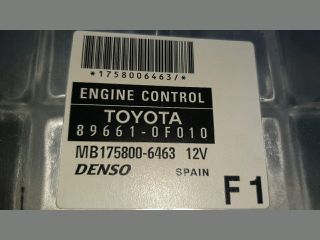 *1758006463/*
ENGINE CONTROL
TOYOTA
89661-0F010
MB175800-6463 12V
DENSO SPAIN F1